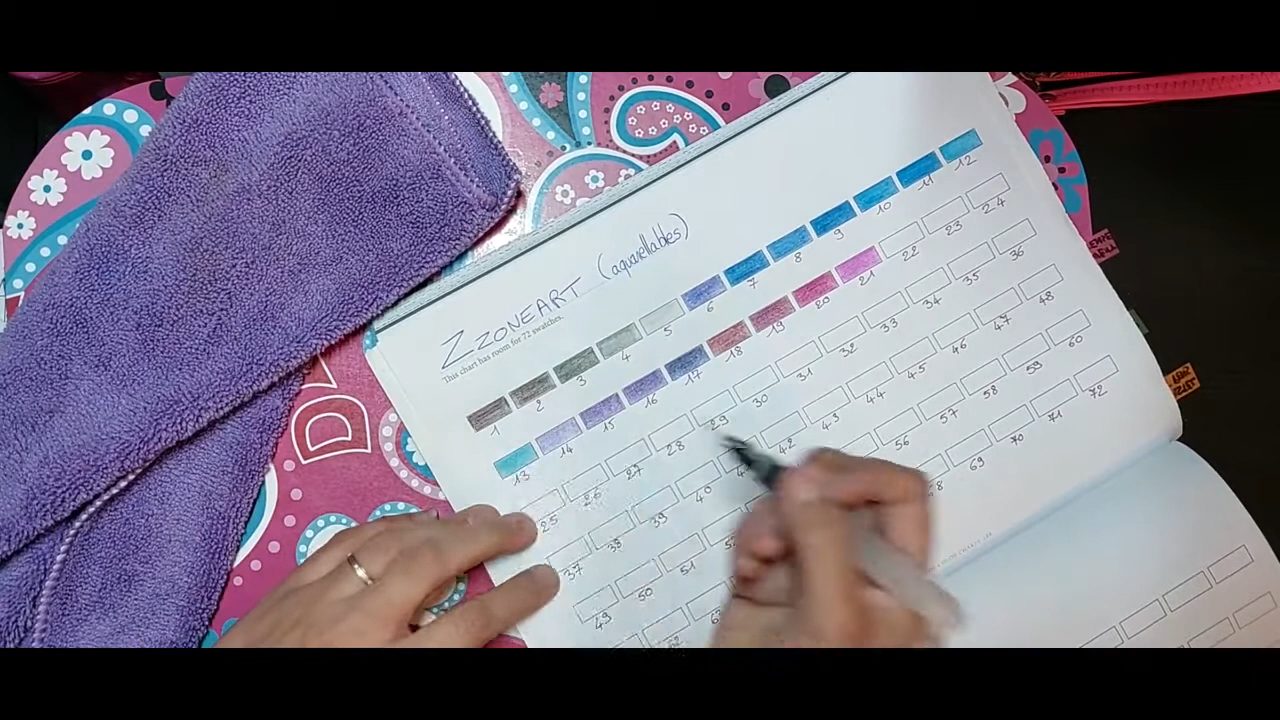 ZZONEART (aquarellables)
This chart has room for 72 swatches.
1 2 3 4 5 6 7 8 9 10 11 12
13 14 15 16 17 18 19 20 21 22 23 24
25 26 27 28 29 30 31 32 33 34 35 36
37 38 39 40 42 43 44 45 46 47 48
49 50 51 56 57 58 59 60
69 70 71 72